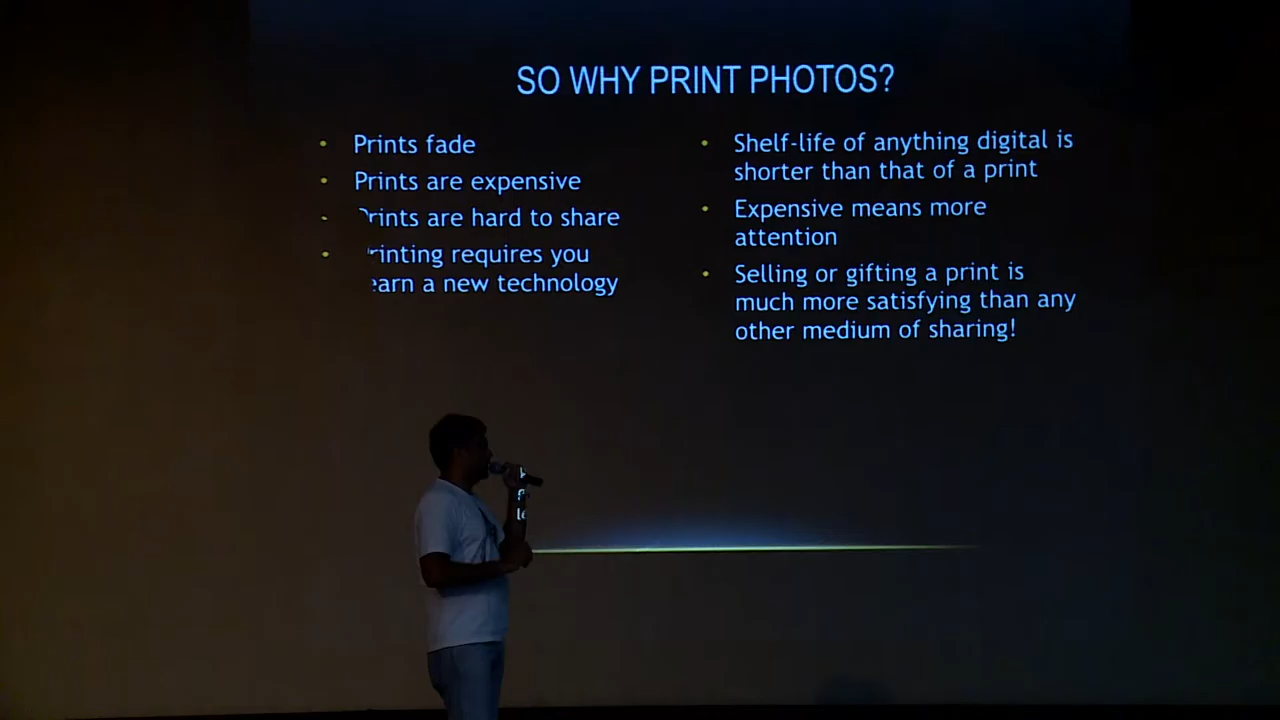 SO WHY PRINT PHOTOS?
• Prints fade
• Prints are expensive
• Prints are hard to share
• Printing requires you
learn a new technology
• Shelf-life of anything digital is
shorter than that of a print
• Expensive means more
attention
• Selling or gifting a print is
much more satisfying than any
other medium of sharing!